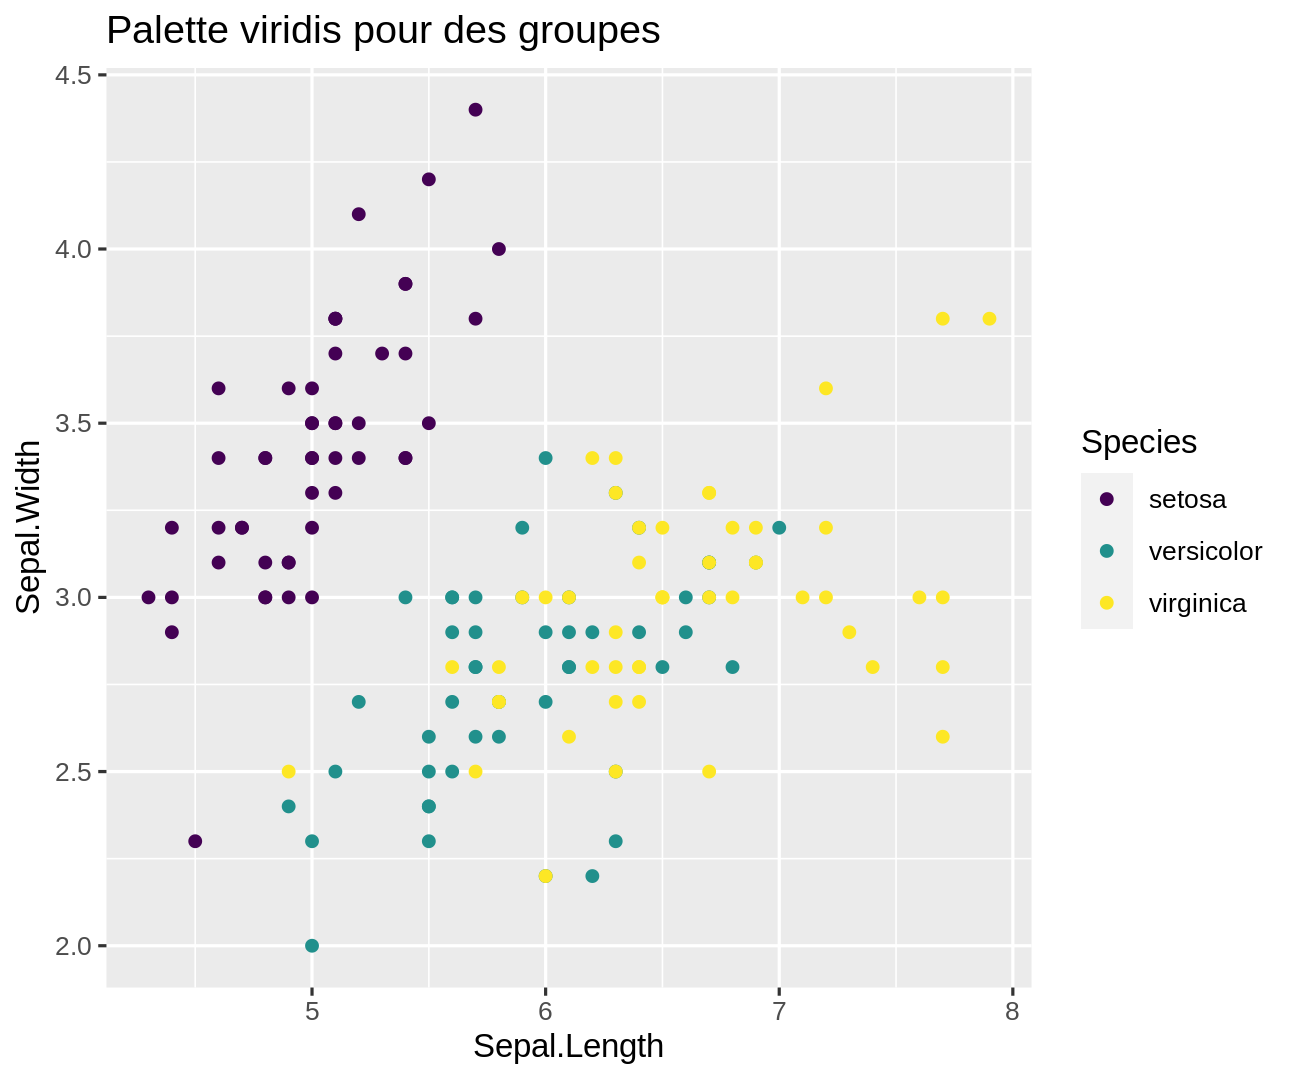 Palette viridis pour des groupes
4.5
4.0
3.5
3.0
2.5
2.0
Sepal.Width
5 6 7 8
Sepal.Length
Species
setosa
versicolor
virginica